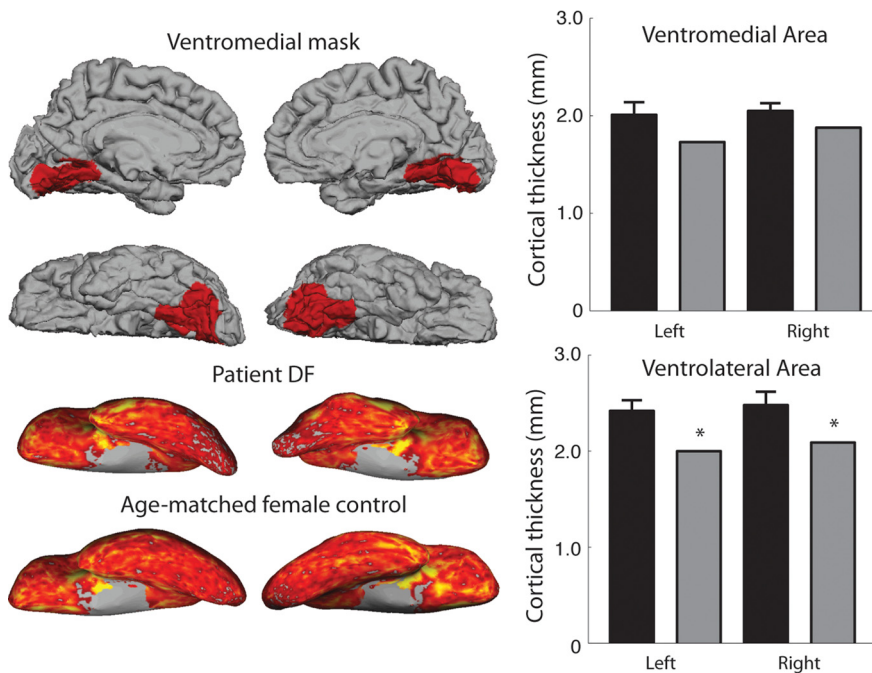 Ventromedial mask
Patient DF
Age-matched female control
Ventromedial Area
Cortical thickness (mm)
3.0
2.0
1.0
0
Left
Right
Ventrolateral Area
Cortical thickness (mm)
3.0
2.0
1.0
0
*
*
Left
Right